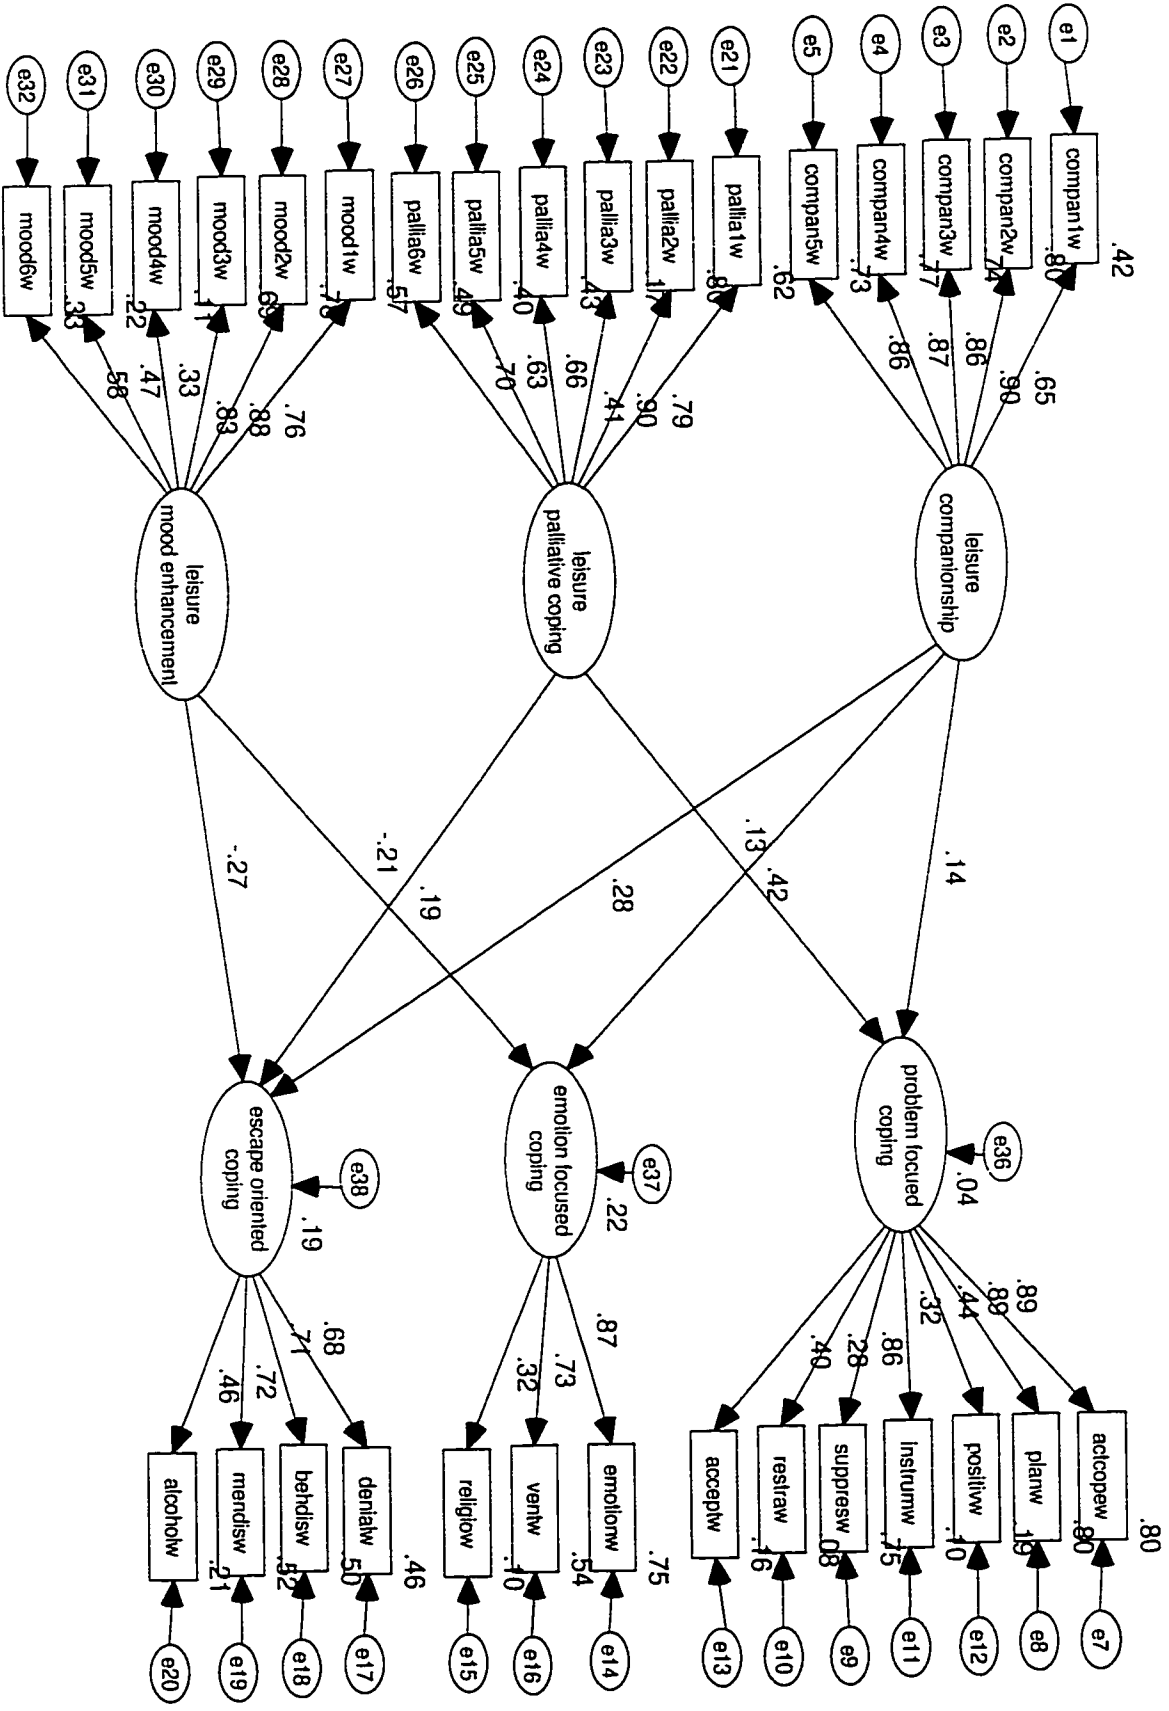 e1
e2
e3
e4
e5
e21
e22
e23
e24
e25
e26
e27
e28
e29
e30
e31
e32
compan1w
compan2w
compan3w
compan4w
compan5w
pallia1w
pallia2w
pallia3w
pallia4w
pallia5w
pallia6w
mood1w
mood2w
mood3w
mood4w
mood5w
mood6w
.42
.80
.74
.77
.73
.62
.80
.17
.43
.40
.49
.57
.78
.69
.11
.22
.33
.65
.90
.86
.87
.86
.79
.90
.41
.66
.63
.70
.76
.88
.83
.33
.47
.58
leisure
companionship
leisure
palliative coping
leisure
mood enhancement
.14
.42
.13
.28
.19
-.21
-.27
e36
.04
problem focued
coping
e37
.22
emotion focused
coping
e38
.19
escape oriented
coping
.89
.89
.44
.32
.86
.28
.40
.87
.73
.32
.68
.71
.72
.46
actcopew
planw
positivw
instrumw
suppresw
restraw
acceptw
emotionw
ventw
religiow
denialw
behdisw
mendisw
alcoholw
.80
.80
.19
.10
.75
.08
.16
.75
.54
.10
.46
.50
.52
.21
e7
e8
e12
e11
e9
e10
e13
e14
e16
e15
e17
e18
e19
e20